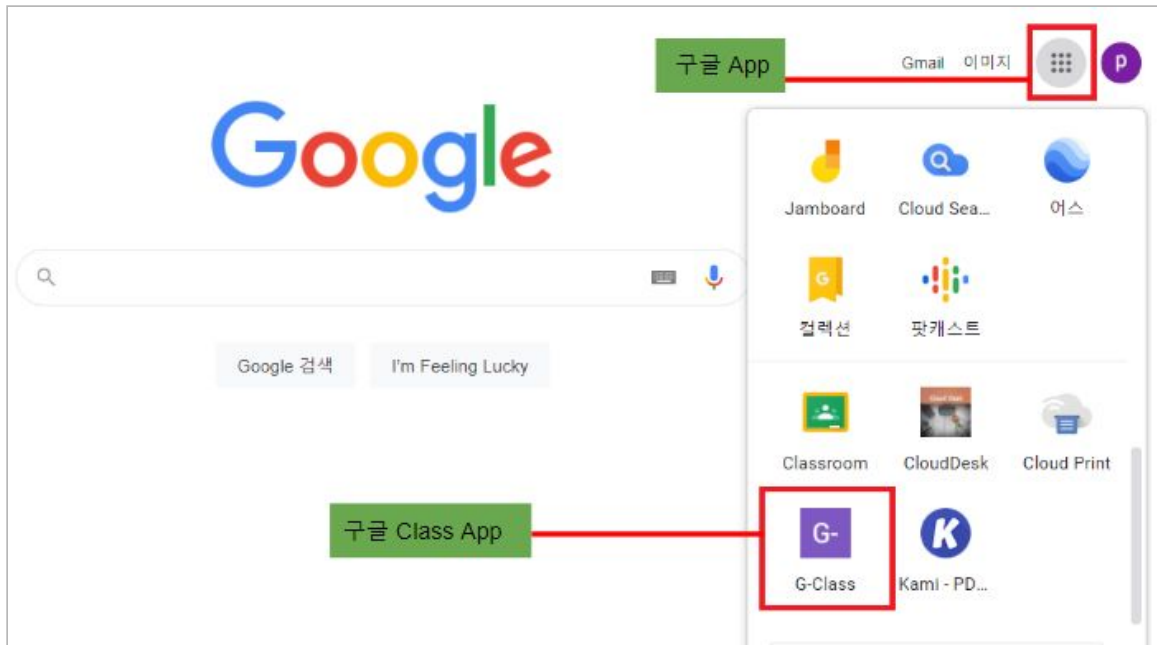 구글 App
Gmail 이미지
p
Google
Jamboard Cloud Sea... 어스
G
컬렉션 팟캐스트
Google 검색 I'm Feeling Lucky
Classroom CloudDesk Cloud Print
구글 Class App
G- K
G-Class Kami - PD...